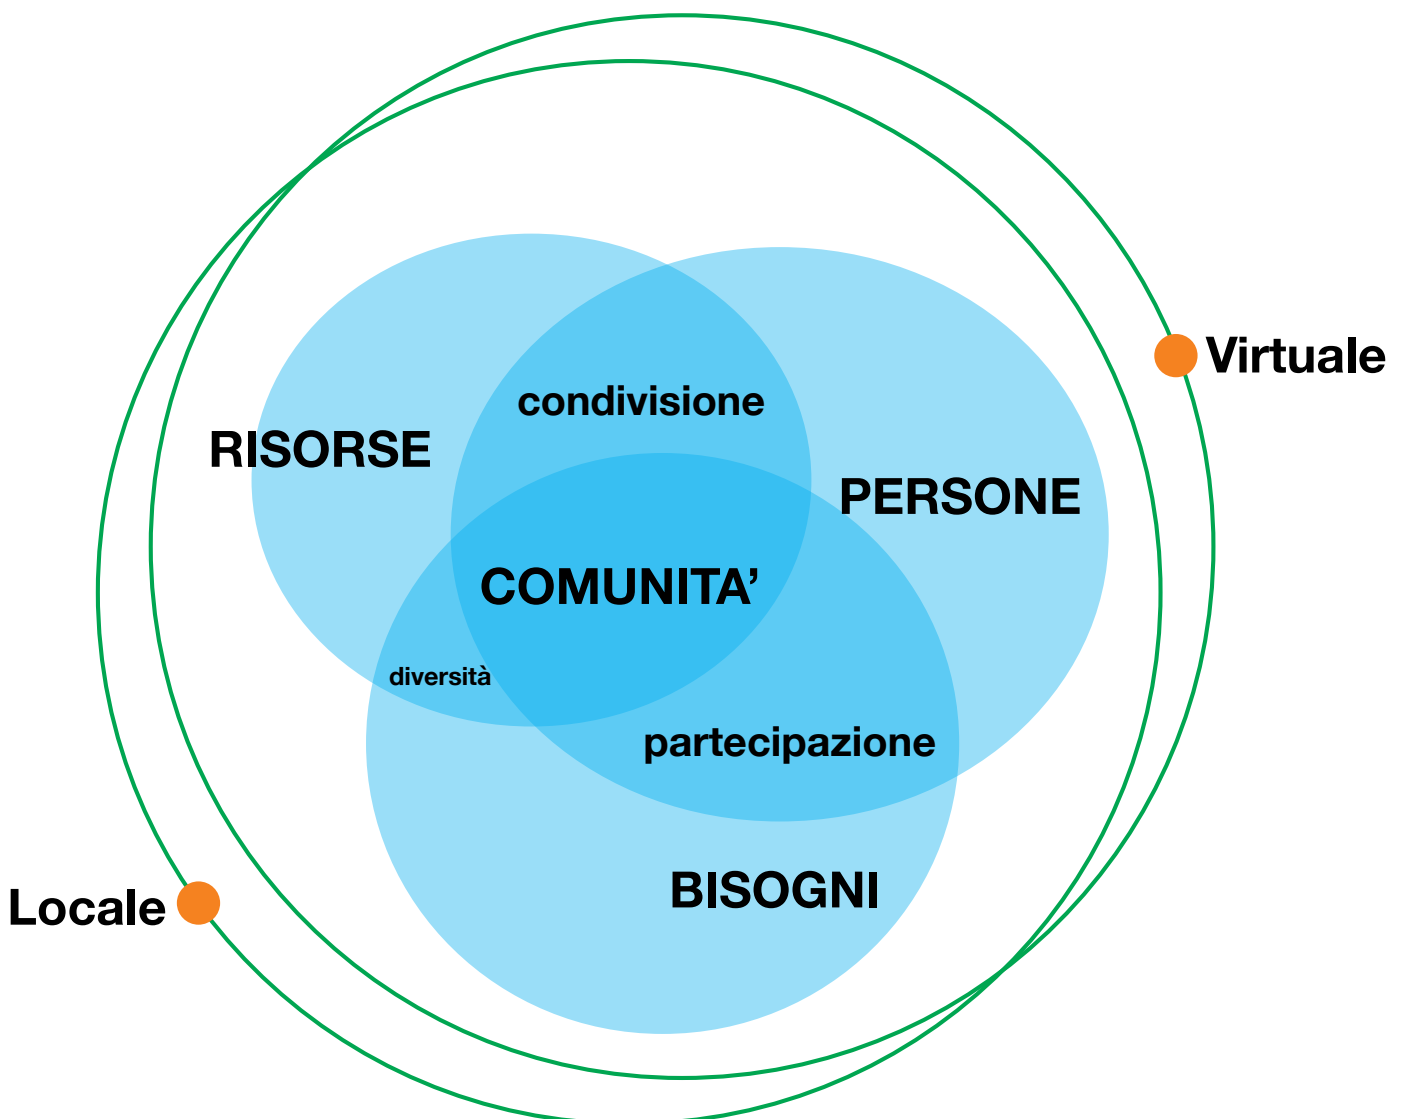 Virtuale
condivisione
RISORSE
PERSONE
COMUNITA’
diversità
partecipazione
BISOGNI
Locale